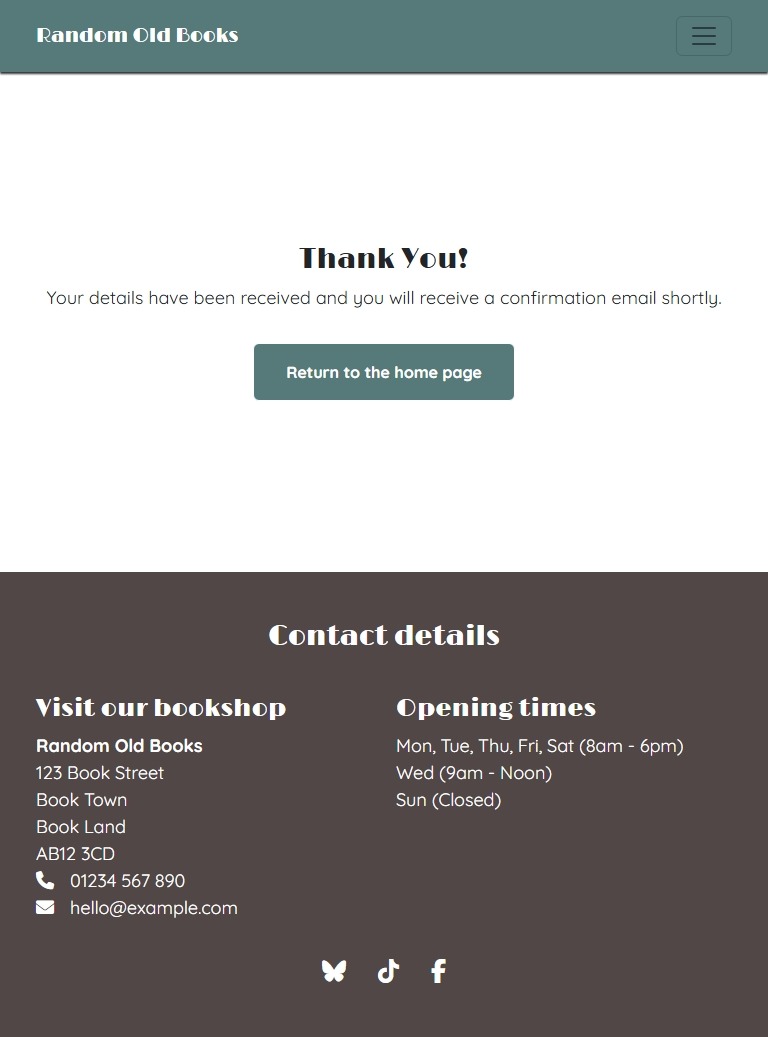 Random Old Books
Thank You!
Your details have been received and you will receive a confirmation email shortly.
Return to the home page
Contact details
Visit our bookshop
Random Old Books
123 Book Street
Book Town
Book Land
AB12 3CD
01234 567 890
hello@example.com
Opening times
Mon, Tue, Thu, Fri, Sat (8am - 6pm)
Wed (9am - Noon)
Sun (Closed)